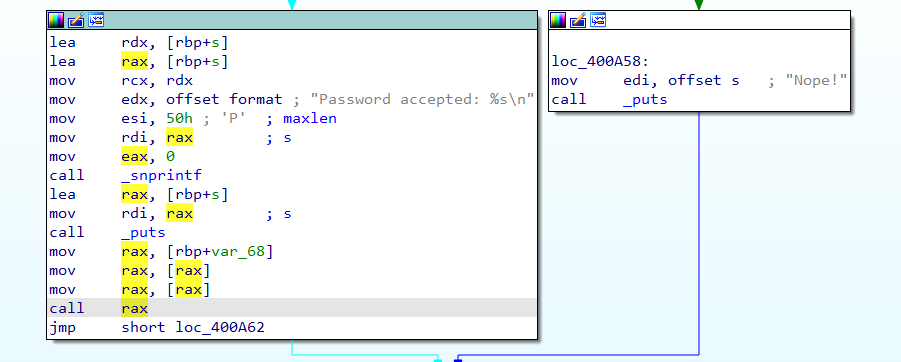 lea     rdx, [rbp+s]
lea     rax, [rbp+s]
mov     rcx, rdx
mov     edx, offset format ; "Password accepted: %s\n"
mov     esi, 50h ; 'P'  ; maxlen
mov     rdi, rax        ; s
mov     eax, 0
call    _snprintf
lea     rax, [rbp+s]
mov     rdi, rax        ; s
call    _puts
mov     rax, [rbp+var_68]
mov     rax, [rax]
mov     rax, [rax]
call    rax
jmp     short loc_400A62
loc_400A58:
mov     edi, offset s   ; "Nope!"
call    _puts